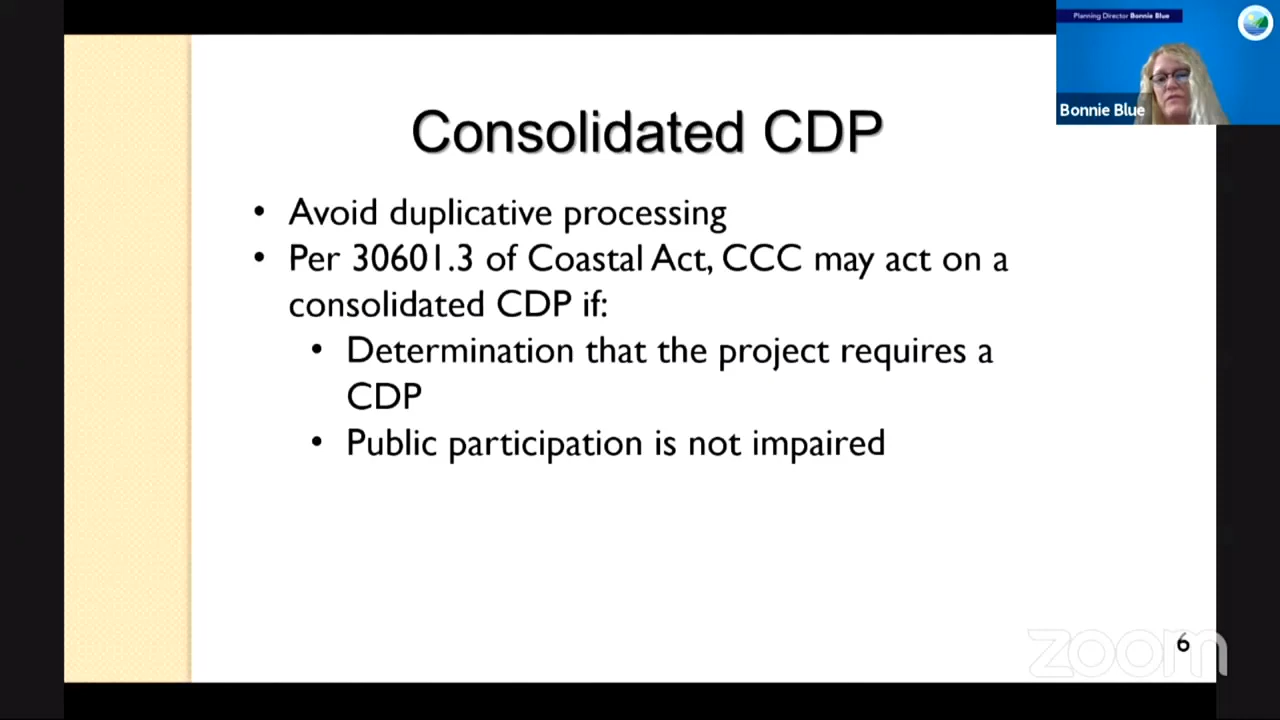 Planning Director Bonnie Blue
Bonnie Blue
Consolidated CDP
• Avoid duplicative processing
• Per 30601.3 of Coastal Act, CCC may act on a
consolidated CDP if:
• Determination that the project requires a
CDP
• Public participation is not impaired
6
zoom